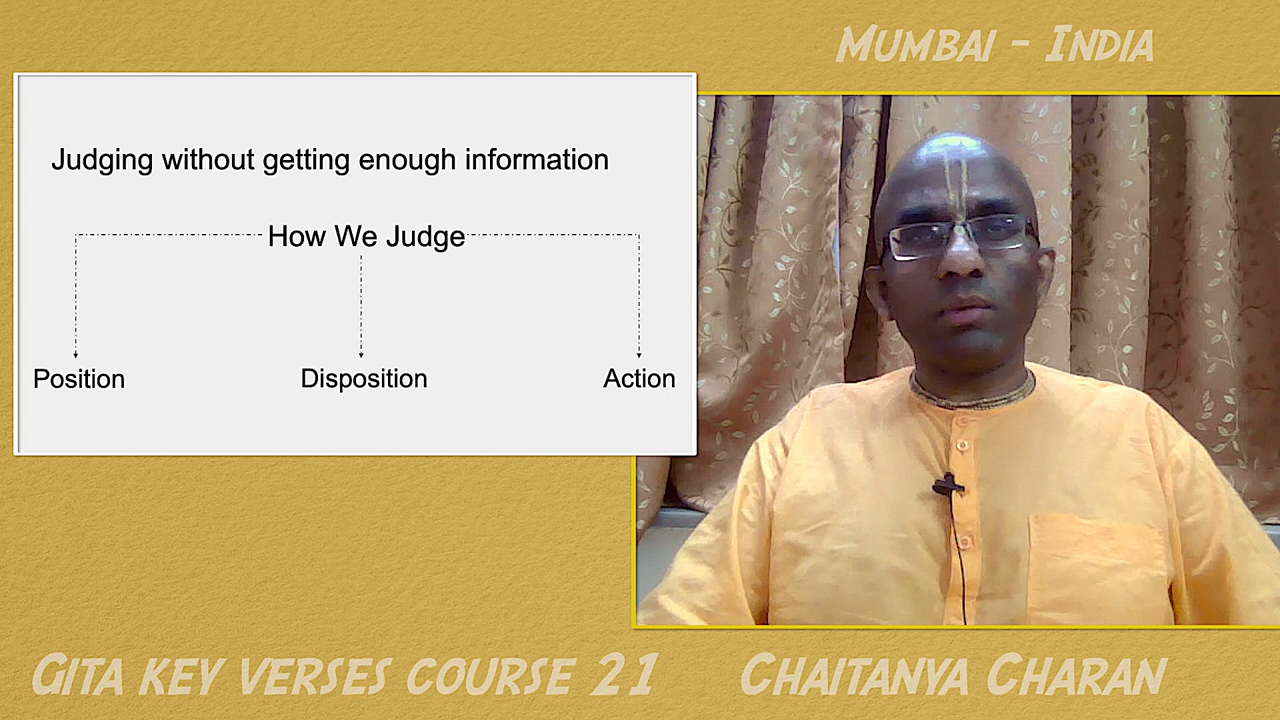 Mumbai - India
Judging without getting enough information
How We Judge
Position
Disposition
Action
Gita key verses course 21
Chaitanya Charan